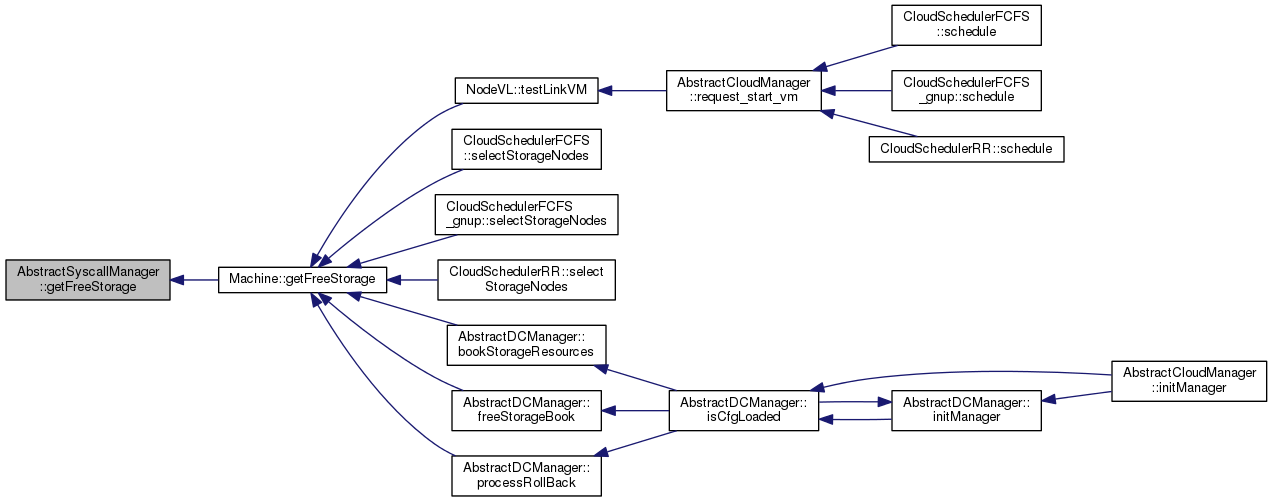 CloudSchedulerFCFS
::schedule
NodeVL::testLinkVM
AbstractCloudManager
::request_start_vm
CloudSchedulerFCFS
_gnup::schedule
CloudSchedulerFCFS
::selectStorageNodes
CloudSchedulerRR::schedule
CloudSchedulerFCFS
_gnup::selectStorageNodes
AbstractSyscallManager
::getFreeStorage
Machine::getFreeStorage
CloudSchedulerRR::select
StorageNodes
AbstractDCManager::
bookStorageResources
AbstractCloudManager
::initManager
AbstractDCManager::
freeStorageBook
AbstractDCManager::
isCfgLoaded
AbstractDCManager::
initManager
AbstractDCManager::
processRollBack